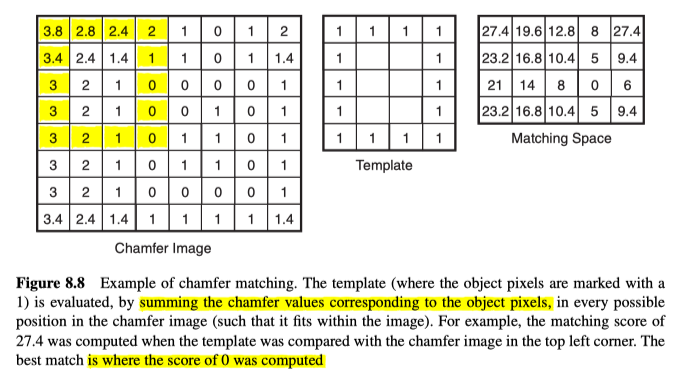 3.8 2.8 2.4 2 1 0 1 2
3.4 2.4 1.4 1 1 0 1 1.4
3 2 1 0 0 0 0 1
3 2 1 0 0 1 0 1
3 2 1 0 1 1 0 1
3 2 1 0 1 1 0 1
3 2 1 0 0 0 0 1
3.4 2.4 1.4 1 1 1 1 1.4
Chamfer Image
1 1 1 1
1 1
1 1
1 1
1 1 1 1
Template
27.4 19.6 12.8 8 27.4
23.2 16.8 10.4 5 9.4
21 14 8 0 6
23.2 16.8 10.4 5 9.4
Matching Space
Figure 8.8 Example of chamfer matching. The template (where the object pixels are marked with a
1) is evaluated, by summing the chamfer values corresponding to the object pixels, in every possible
position in the chamfer image (such that it fits within the image). For example, the matching score of
27.4 was computed when the template was compared with the chamfer image in the top left corner. The
best match is where the score of 0 was computed